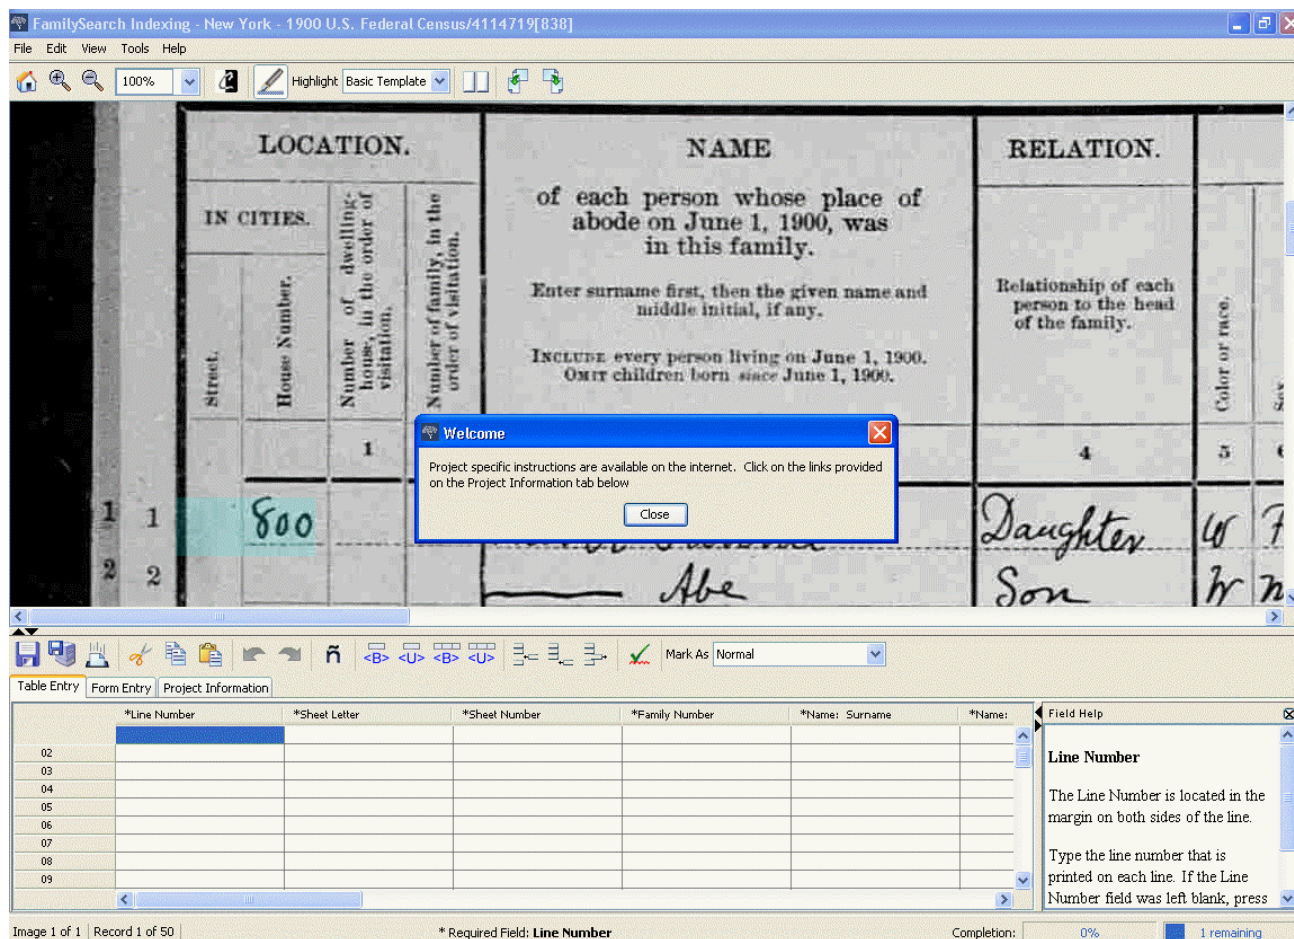 FamilySearch Indexing - New York - 1900 U.S. Federal Census/4114719[838]
File Edit View Tools Help
100% Highlight Basic Template
LOCATION.
IN CITIES.
Street.
House Number.
Number of dwelling-house, in the order of visitation.
Number of family, in the order of visitation.
NAME
of each person whose place of
abode on June 1, 1900, was
in this family.
Enter surname first, then the given name and
middle initial, if any.
INCLUDE every person living on June 1, 1900.
OMIT children born since June 1, 1900.
RELATION.
Relationship of each
person to the head
of the family.
Color or race.
Sex
1 4 5 6
Welcome
Project specific instructions are available on the internet. Click on the links provided
on the Project Information tab below
Close
1 1 800 Daughter W F
2 2 Abe Son W M
ñ <B> <U> <B> <U> Mark As Normal
Table Entry Form Entry Project Information
*Line Number *Sheet Letter *Sheet Number *Family Number *Name: Surname *Name:
02
03
04
05
06
07
08
09
Field Help
Line Number
The Line Number is located in the
margin on both sides of the line.
Type the line number that is
printed on each line. If the Line
Number field was left blank, press
Image 1 of 1 Record 1 of 50 * Required Field: Line Number Completion: 0% 1 remaining